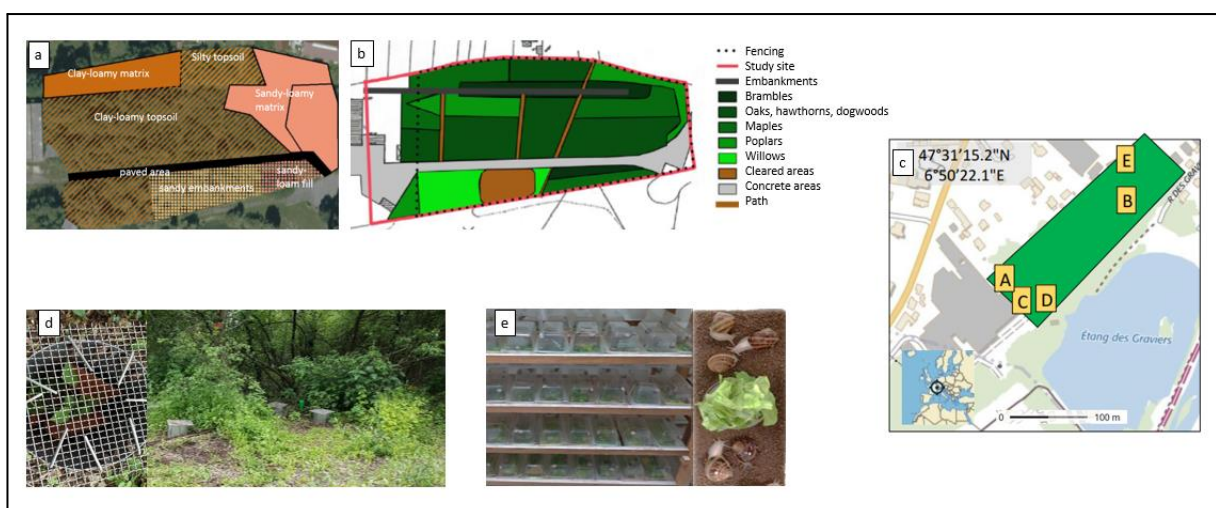 a
Silty topsoil
Clay-loamy matrix
Sandy-loamy
matrix
Clay-loamy topsoil
paved area
sandy embankments
sandy-
loam fill
b
Fencing
Study site
Embankments
Brambles
Oaks, hawthorns, dogwoods
Maples
Poplars
Willows
Cleared areas
Concrete areas
Path
c
47°31'15.2"N
6°50'22.1"E
E
B
R DES GRA
A
C
D
Étang des Graviers
0 100 m
d
e